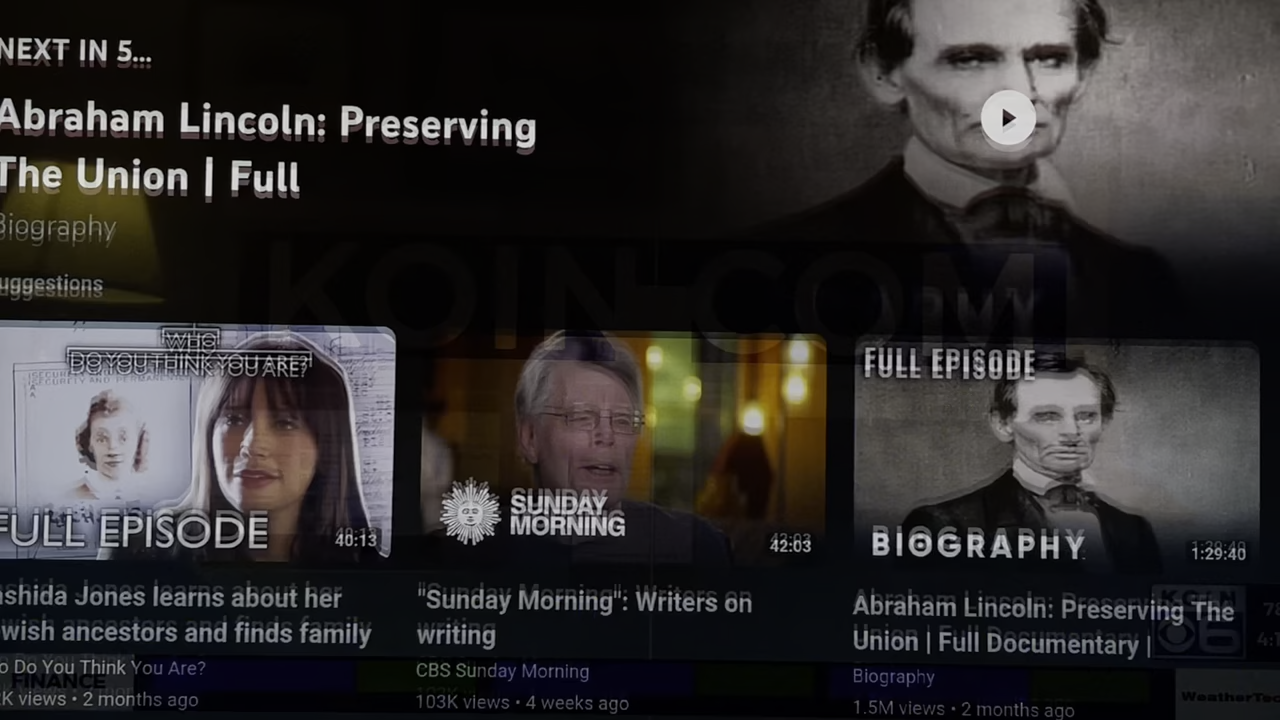 NEXT IN 5...
Abraham Lincoln: Preserving
The Union | Full
Biography
uggestions
KOIN.COM
WHO
DO YOU THINK YOU ARE?
FULL EPISODE
40:13
SUNDAY
MORNING
42:03
FULL EPISODE
BIOGRAPHY
1:29:40
ashida Jones learns about her
wish ancestors and finds family
o Do You Think You Are?
K views • 2 months ago
"Sunday Morning": Writers on
writing
CBS Sunday Morning
103K views • 4 weeks ago
Abraham Lincoln: Preserving The
Union | Full Documentary |
Biography
1.5M views • 2 months ago
KOIN
6
FINANCE
WeatherTec